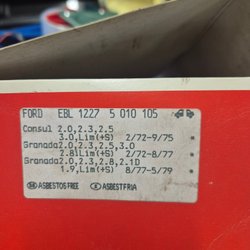 FORD EBL 1227 5 010 105
Consul 2.0,2.3,2.5
3.0,Lim(+S) 2/72-9/75
Granada2.0,2.3,2.5,3.0
2.8iLim(+S) 2/72-8/77
Granada2.0,2.3,2.8,2.1D
1.9,Lim(+S) 8/77-5/79
ASBESTOS FREE ASBESTFRIA